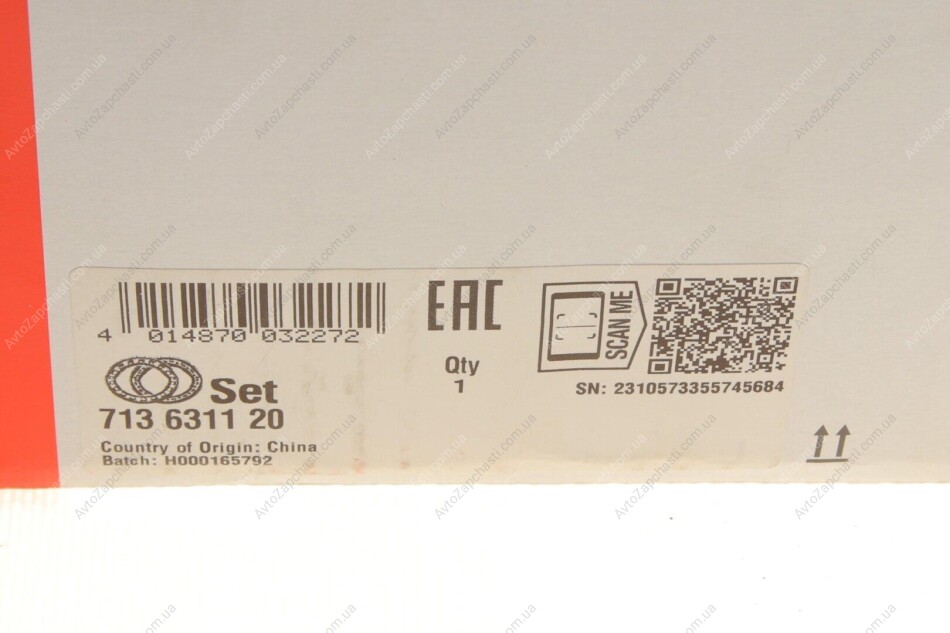 4 014870 032272
EAC
SCAN ME
Set
Qty
1
713 6311 20
SN: 2310573355745684
Country of Origin: China
Batch: H000165792
AvtoZapchasti.com.ua